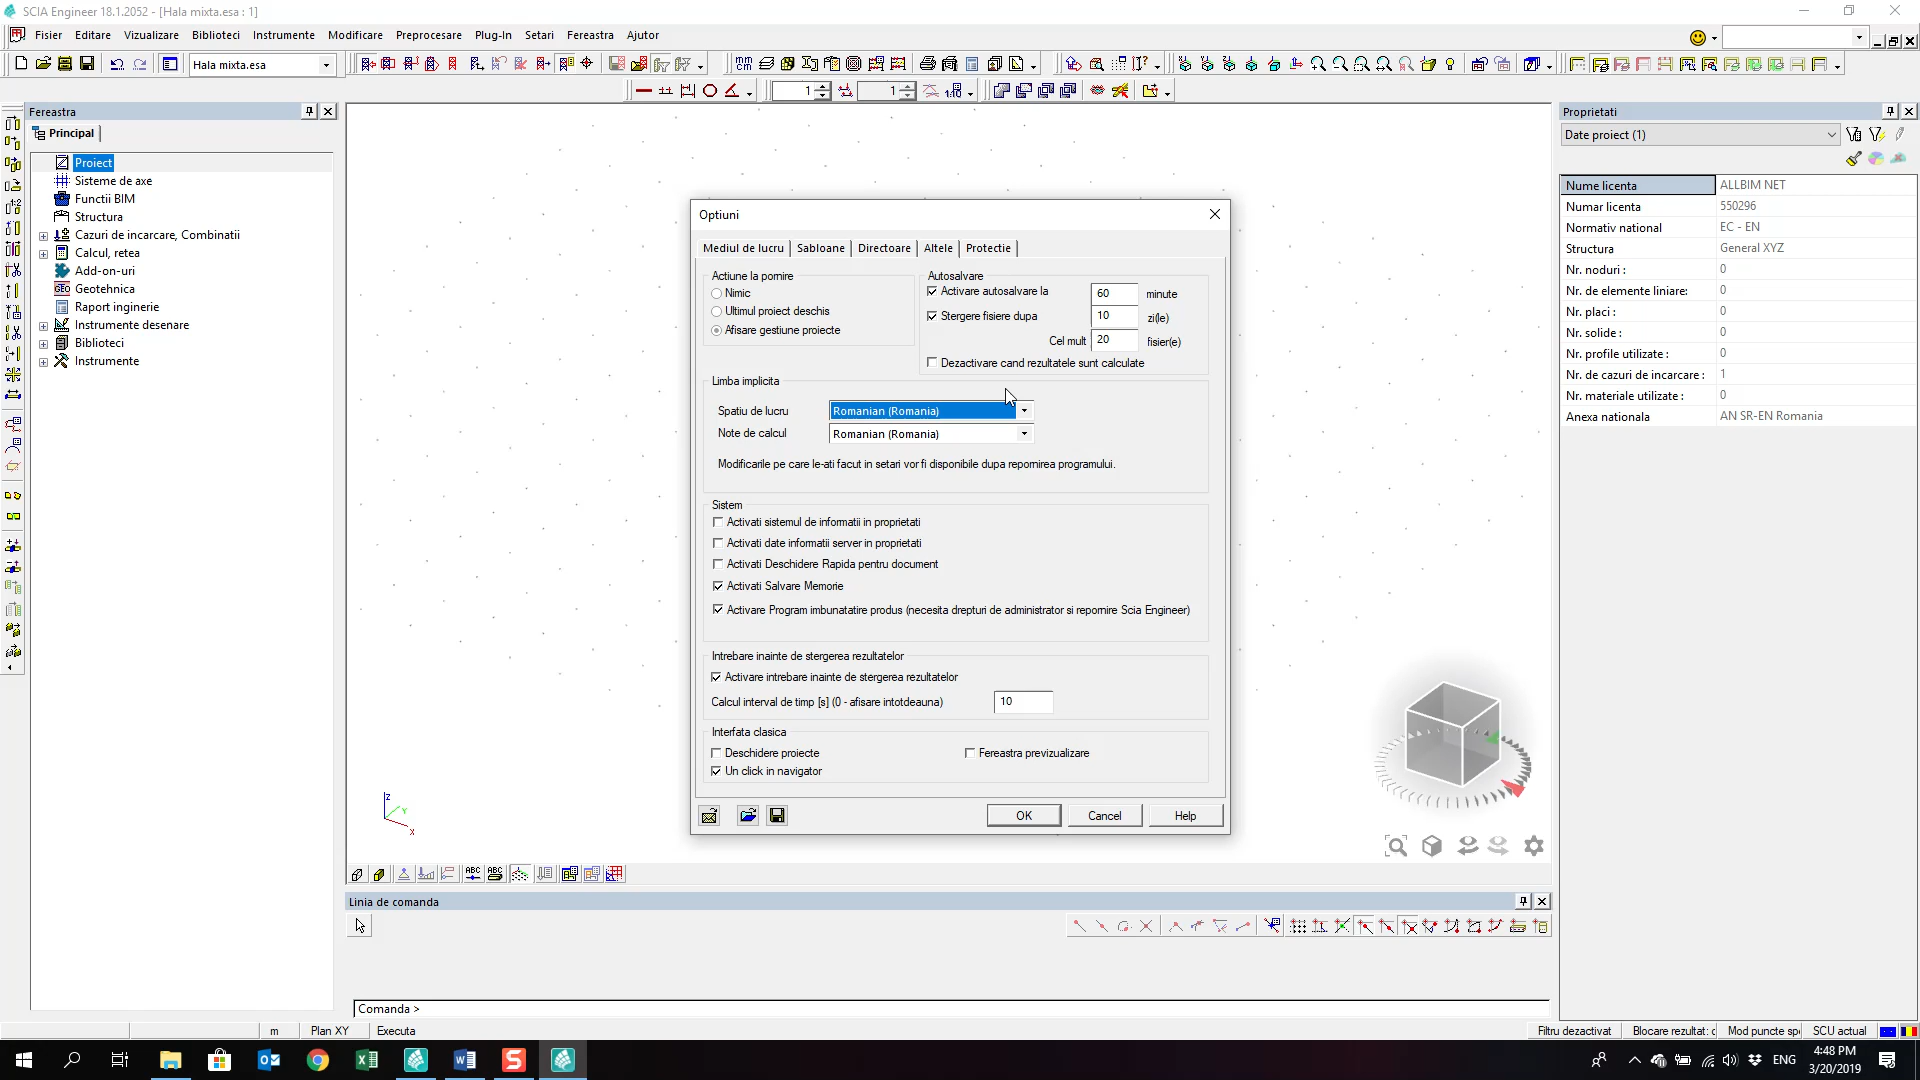 SCIA Engineer 18.1.2052 - [Hala mixta.esa : 1]
Fisier Editare Vizualizare Biblioteci Instrumente Modificare Preprocesare Plug-In Setari Fereastra Ajutor
Hala mixta.esa
1 1
Fereastra
Principal
Proiect
Sisteme de axe
Functii BIM
Structura
Cazuri de incarcare, Combinatii
Calcul, retea
Add-on-uri
GEO Geotehnica
Raport inginerie
Instrumente desenare
Biblioteci
Instrumente
Optiuni
Mediul de lucru Sabloane Directoare Altele Protectie
Actiune la pornire
Nimic
Ultimul proiect deschis
Afisare gestiune proiecte
Autosalvare
Activare autosalvare la 60 minute
Stergere fisiere dupa 10 zi(le)
Cel mult 20 fisier(e)
Dezactivare cand rezultatele sunt calculate
Limba implicita
Spatiu de lucru Romanian (Romania)
Note de calcul Romanian (Romania)
Modificarile pe care le-ati facut in setari vor fi disponibile dupa repornirea programului.
Sistem
Activati sistemul de informatii in proprietati
Activati date informatii server in proprietati
Activati Deschidere Rapida pentru document
Activati Salvare Memorie
Activare Program imbunatatire produs (necesita drepturi de administrator si repornire Scia Engineer)
Intrebare inainte de stergerea rezultatelor
Activare intrebare inainte de stergerea rezultatelor
Calcul interval de timp [s] (0 - afisare intotdeauna) 10
Interfata clasica
Deschidere proiecte Fereastra previzualizare
Un click in navigator
OK Cancel Help
Proprietati
Date proiect (1)
Nume licenta ALLBIM NET
Numar licenta 550296
Normativ national EC - EN
Structura General XYZ
Nr. noduri : 0
Nr. de elemente liniare: 0
Nr. placi : 0
Nr. solide : 0
Nr. profile utilizate : 0
Nr. de cazuri de incarcare : 1
Nr. materiale utilizate : 0
Anexa nationala AN SR-EN Romania
Z
Y
X
ABC ABC
Linia de comanda
Comanda >
m Plan XY Executa
Filtru dezactivat Blocare rezultat: Mod puncte SCU actual
ENG
4:48 PM
3/20/2019